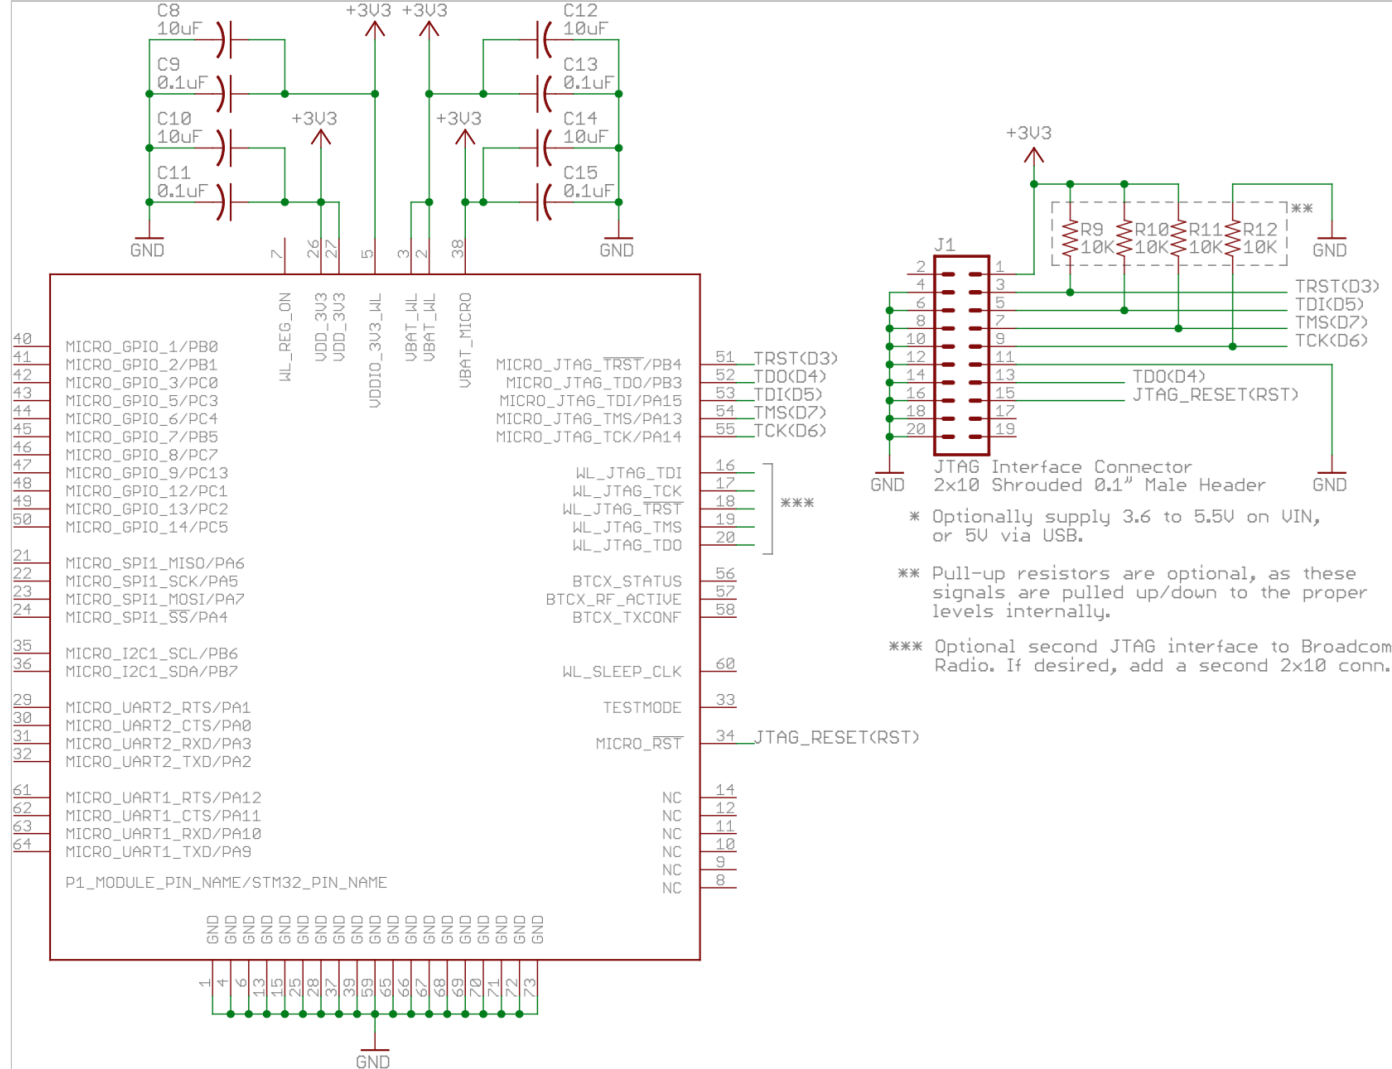 C8
10uF
+3V3
+3V3
C12
10uF
C9
0.1uF
C13
0.1uF
C10
10uF
+3V3
+3V3
C14
10uF
C11
0.1uF
C15
0.1uF
GND
GND
7
26
27
5
3
2
38
WL_REG_ON
VDD_3V3
VDD_3V3
VDDIO_3V3_WL
VBAT_WL
VBAT_WL
VBAT_MICRO
40 MICRO_GPIO_1/PB0
41 MICRO_GPIO_2/PB1
42 MICRO_GPIO_3/PC0
43 MICRO_GPIO_5/PC3
44 MICRO_GPIO_6/PC4
45 MICRO_GPIO_7/PB5
46 MICRO_GPIO_8/PC7
47 MICRO_GPIO_9/PC13
48 MICRO_GPIO_12/PC1
49 MICRO_GPIO_13/PC2
50 MICRO_GPIO_14/PC5
21 MICRO_SPI1_MISO/PA6
22 MICRO_SPI1_SCK/PA5
23 MICRO_SPI1_MOSI/PA7
24 MICRO_SPI1_SS/PA4
35 MICRO_I2C1_SCL/PB6
36 MICRO_I2C1_SDA/PB7
29 MICRO_UART2_RTS/PA1
30 MICRO_UART2_CTS/PA0
31 MICRO_UART2_RXD/PA3
32 MICRO_UART2_TXD/PA2
61 MICRO_UART1_RTS/PA12
62 MICRO_UART1_CTS/PA11
63 MICRO_UART1_RXD/PA10
64 MICRO_UART1_TXD/PA9
P1_MODULE_PIN_NAME/STM32_PIN_NAME
MICRO_JTAG_TRST/PB4 51 TRST(D3)
MICRO_JTAG_TDO/PB3 52 TDO(D4)
MICRO_JTAG_TDI/PA15 53 TDI(D5)
MICRO_JTAG_TMS/PA13 54 TMS(D7)
MICRO_JTAG_TCK/PA14 55 TCK(D6)
WL_JTAG_TDI 16
WL_JTAG_TCK 17
WL_JTAG_TRST 18
WL_JTAG_TMS 19
WL_JTAG_TDO 20
***
BTCX_STATUS 56
BTCX_RF_ACTIVE 57
BTCX_TXCONF 58
WL_SLEEP_CLK 60
TESTMODE 33
MICRO_RST 34 JTAG_RESET(RST)
NC 14
NC 12
NC 11
NC 10
NC 9
NC 8
GND GND GND GND GND GND GND GND GND GND GND GND GND GND GND GND GND GND GND
1 4 6 13 15 25 28 37 39 59 65 66 67 68 69 70 71 72 73
GND
+3V3
**
R9
10K
R10
10K
R11
10K
R12
10K
GND
J1
2 1
4 3 TRST(D3)
6 5 TDI(D5)
8 7 TMS(D7)
10 9 TCK(D6)
12 11
14 13 TDO(D4)
16 15 JTAG_RESET(RST)
18 17
20 19
GND
GND
JTAG Interface Connector
2x10 Shrouded 0.1" Male Header
* Optionally supply 3.6 to 5.5V on VIN,
or 5V via USB.
** Pull-up resistors are optional, as these
signals are pulled up/down to the proper
levels internally.
*** Optional second JTAG interface to Broadcom
Radio. If desired, add a second 2x10 conn.